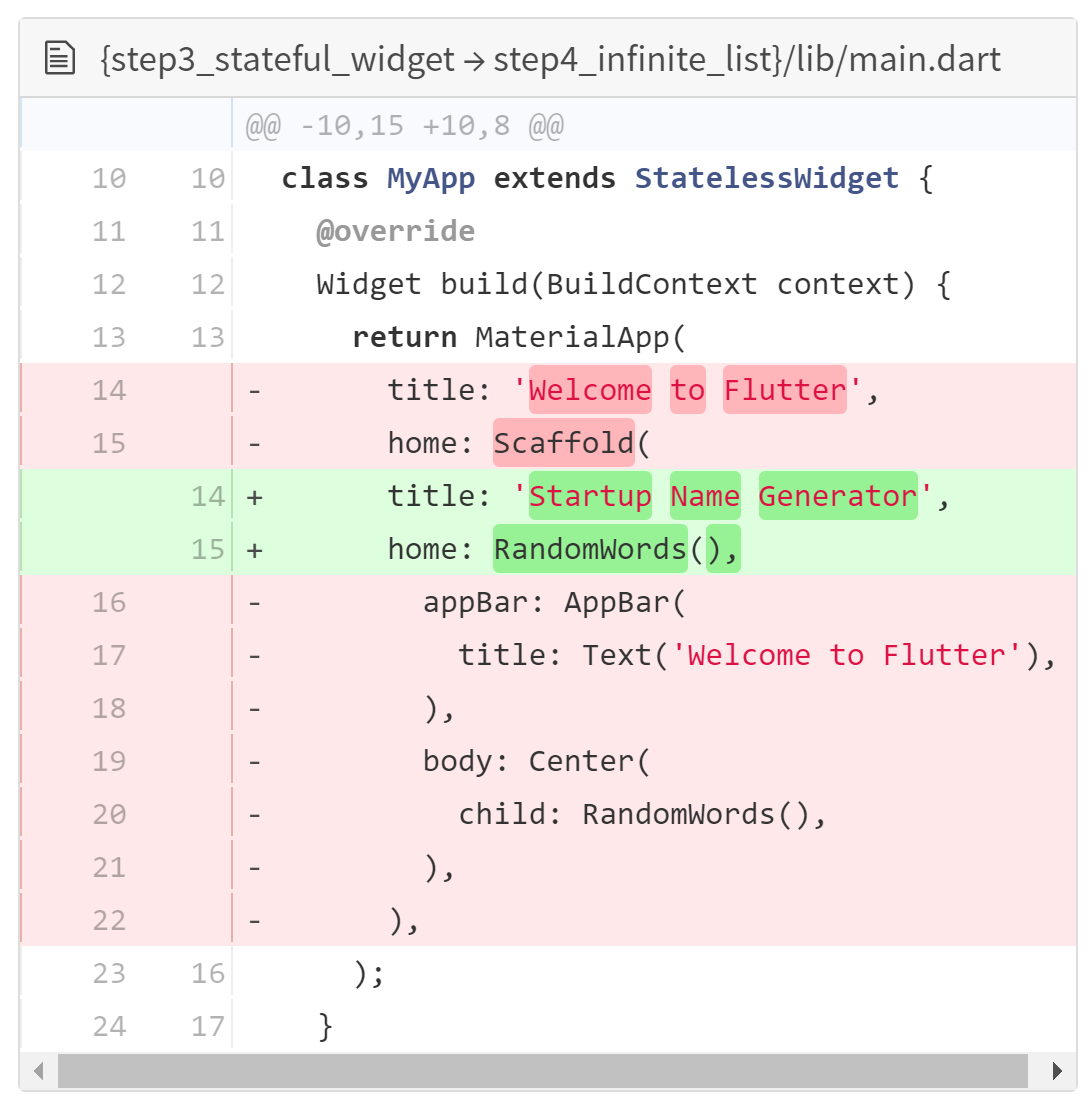 {step3_stateful_widget → step4_infinite_list}/lib/main.dart
@@ -10,15 +10,8 @@
10 10 class MyApp extends StatelessWidget {
11 11 @override
12 12 Widget build(BuildContext context) {
13 13 return MaterialApp(
14 - title: 'Welcome to Flutter',
15 - home: Scaffold(
14 + title: 'Startup Name Generator',
15 + home: RandomWords(),
16 - appBar: AppBar(
17 - title: Text('Welcome to Flutter'),
18 - ),
19 - body: Center(
20 - child: RandomWords(),
21 - ),
22 - ),
23 16 );
24 17 }